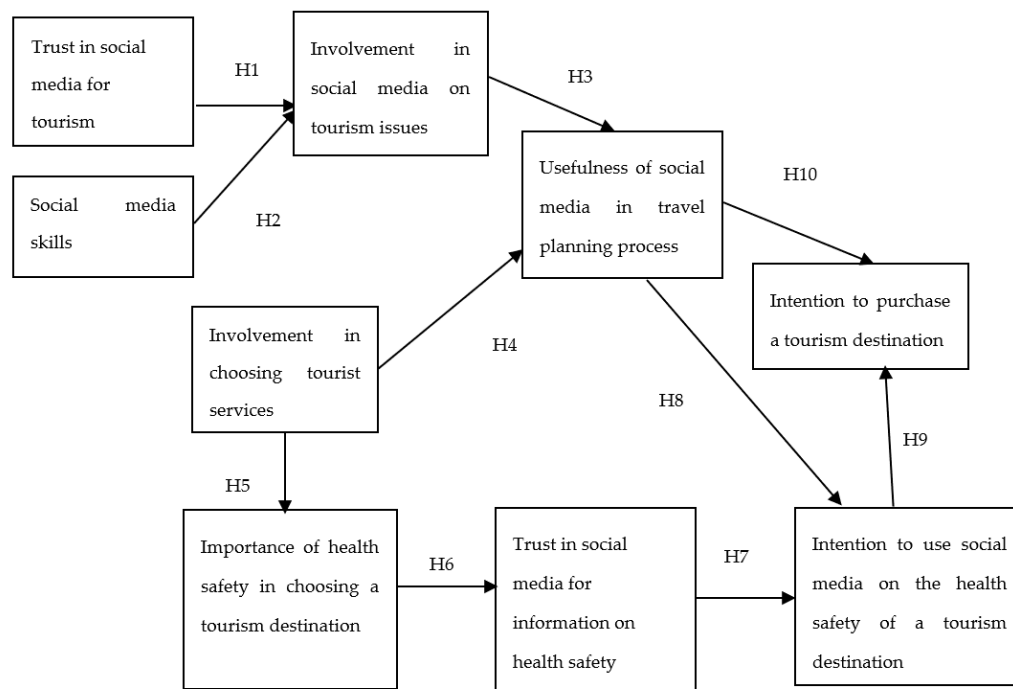 Trust in social
media for
tourism
H1
Involvement in
social media on
tourism issues
H3
Social media
skills
H2
Usefulness of social
media in travel
planning process
H10
Intention to purchase
a tourism destination
Involvement in
choosing tourist
services
H4
H8
H9
H5
Importance of health
safety in choosing a
tourism destination
H6
Trust in social
media for
information on
health safety
H7
Intention to use social
media on the health
safety of a tourism
destination